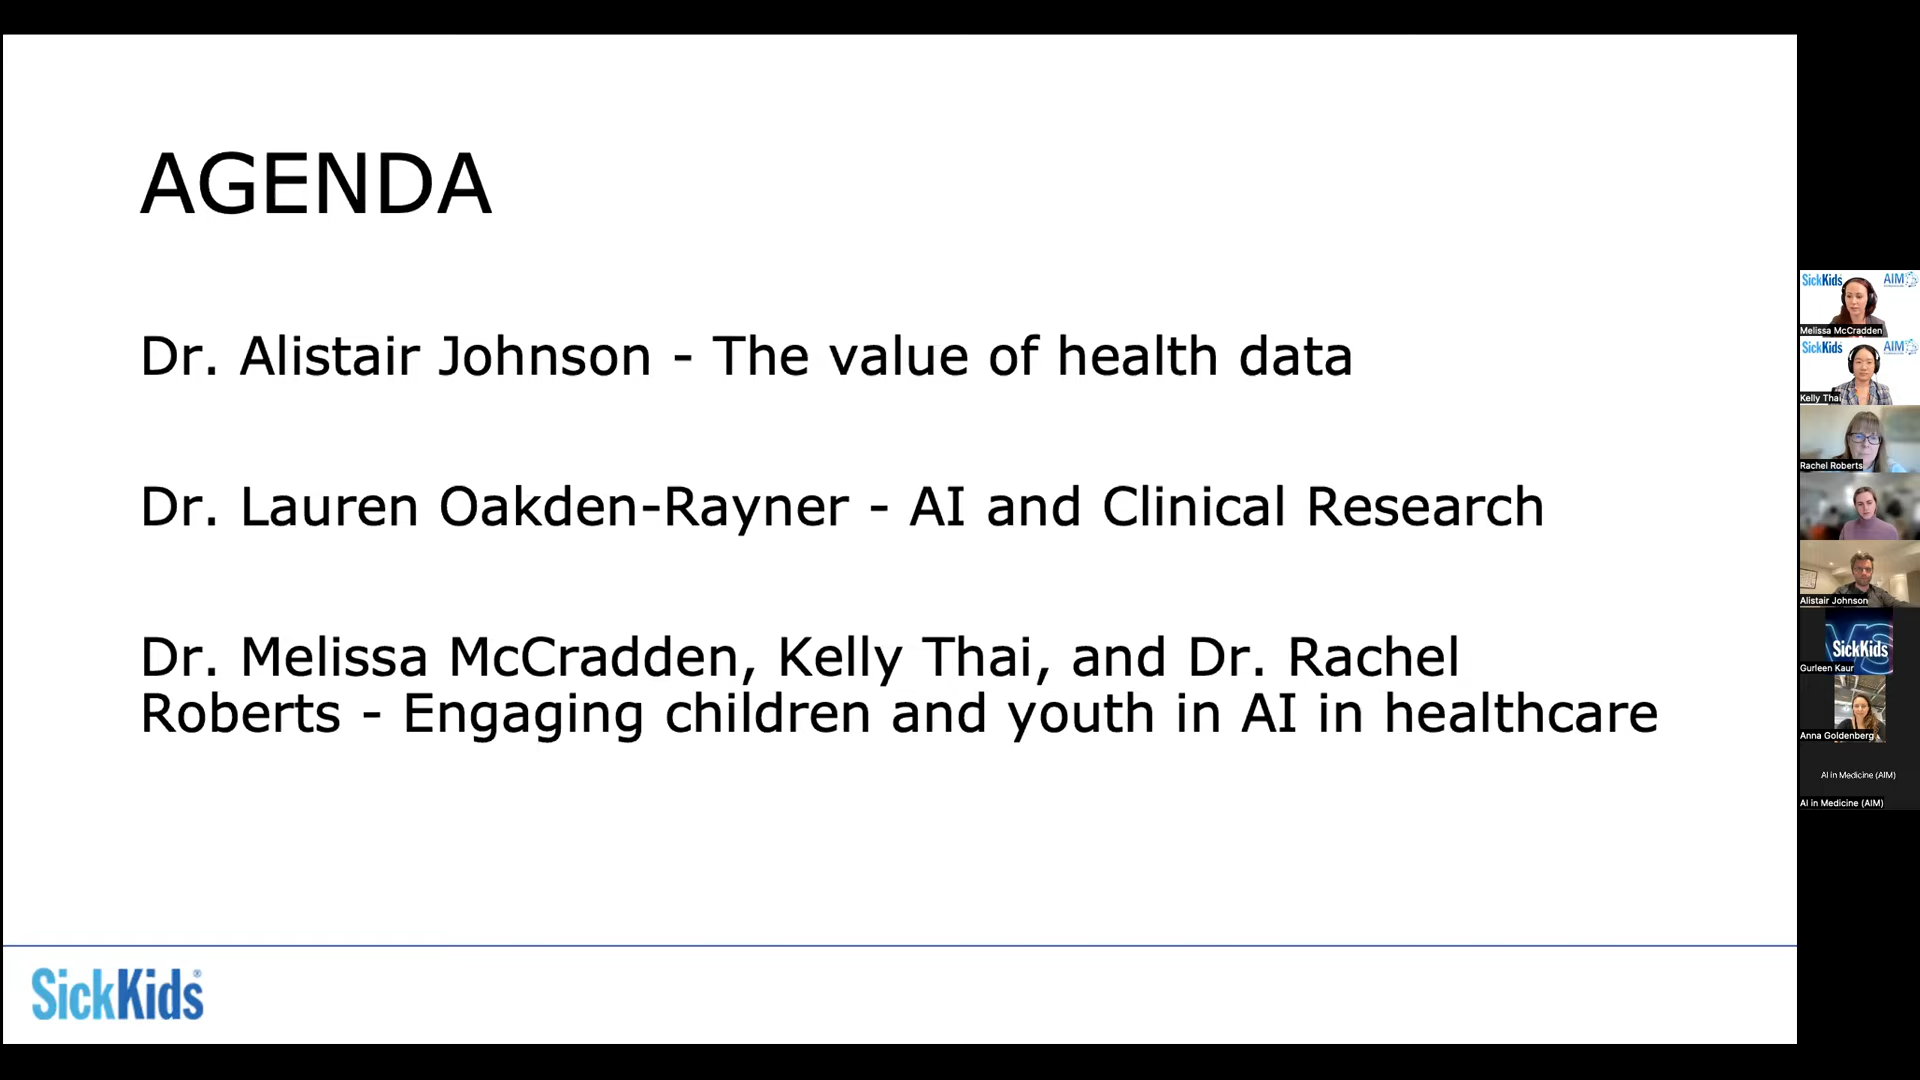 AGENDA
Dr. Alistair Johnson - The value of health data
Dr. Lauren Oakden-Rayner - AI and Clinical Research
Dr. Melissa McCradden, Kelly Thai, and Dr. Rachel
Roberts - Engaging children and youth in AI in healthcare
SickKids®
SickKids AIM
Melissa McCradden
SickKids AIM
Kelly Thai
Rachel Roberts
Alistair Johnson
SickKids
Gurleen Kaur
Anna Goldenberg
AI in Medicine (AIM)
AI in Medicine (AIM)